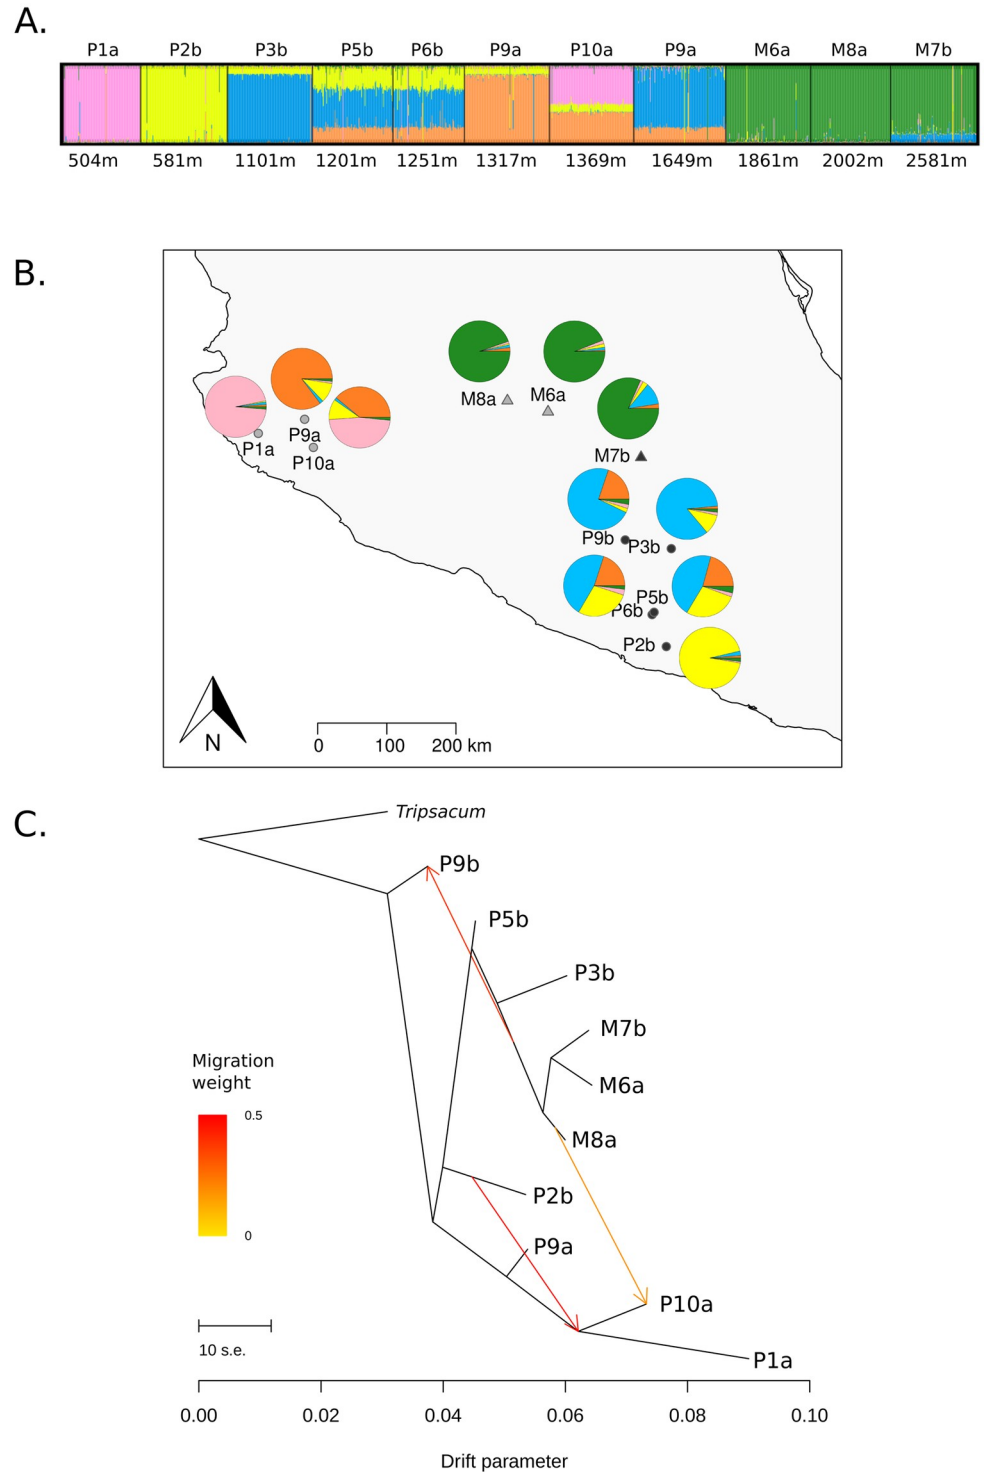 A.
P1a P2b P3b P5b P6b P9a P10a P9a M6a M8a M7b
504m 581m 1101m 1201m 1251m 1317m 1369m 1649m 1861m 2002m 2581m
B.
M8a M6a
P1a P9a
P10a
M7b
P9b P3b
P5b
P6b
P2b
N
0 100 200 km
C.
Tripsacum
P9b
P5b
P3b
M7b
M6a
M8a
P2b
P9a
P10a
P1a
Migration
weight
0.5
0
10 s.e.
0.00 0.02 0.04 0.06 0.08 0.10
Drift parameter